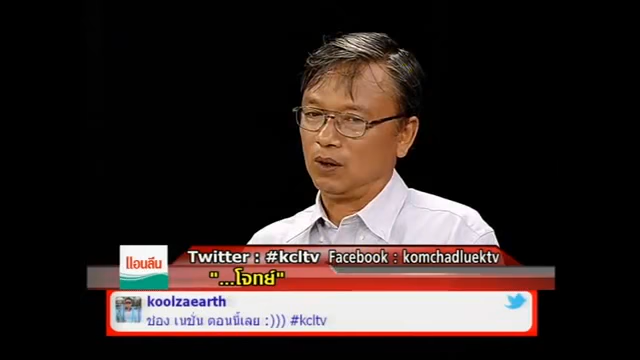 แอนลีน
Twitter : #kcltv Facebook : komchadluektv
"...โจทย์"
koolzaearth
ช่อง เนชั่น ตอนนี้เลย :))) #kcltv